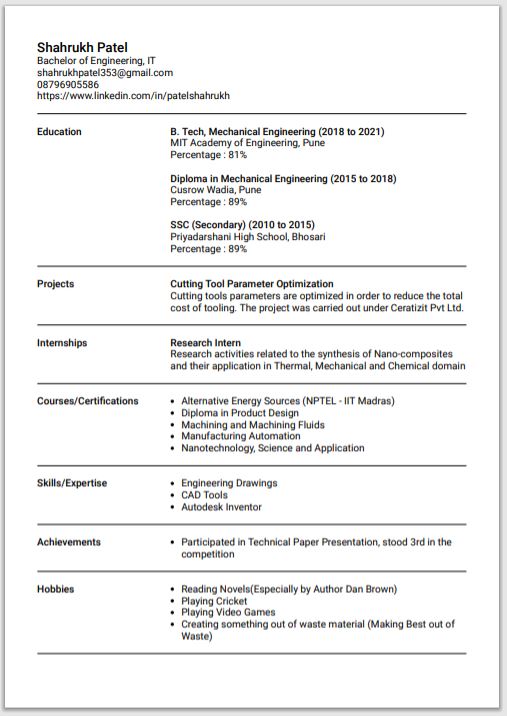 Shahrukh Patel
Bachelor of Engineering, IT
shahrukhpatel353@gmail.com
08796905586
https://www.linkedin.com/in/patelshahrukh
Education
B. Tech, Mechanical Engineering (2018 to 2021)
MIT Academy of Engineering, Pune
Percentage : 81%
Diploma in Mechanical Engineering (2015 to 2018)
Cusrow Wadia, Pune
Percentage : 89%
SSC (Secondary) (2010 to 2015)
Priyadarshani High School, Bhosari
Percentage : 89%
Projects
Cutting Tool Parameter Optimization
Cutting tools parameters are optimized in order to reduce the total
cost of tooling. The project was carried out under Ceratizit Pvt Ltd.
Internships
Research Intern
Research activities related to the synthesis of Nano-composites
and their application in Thermal, Mechanical and Chemical domain
Courses/Certifications
• Alternative Energy Sources (NPTEL - IIT Madras)
• Diploma in Product Design
• Machining and Machining Fluids
• Manufacturing Automation
• Nanotechnology, Science and Application
Skills/Expertise
• Engineering Drawings
• CAD Tools
• Autodesk Inventor
Achievements
• Participated in Technical Paper Presentation, stood 3rd in the
competition
Hobbies
• Reading Novels(Especially by Author Dan Brown)
• Playing Cricket
• Playing Video Games
• Creating something out of waste material (Making Best out of
Waste)